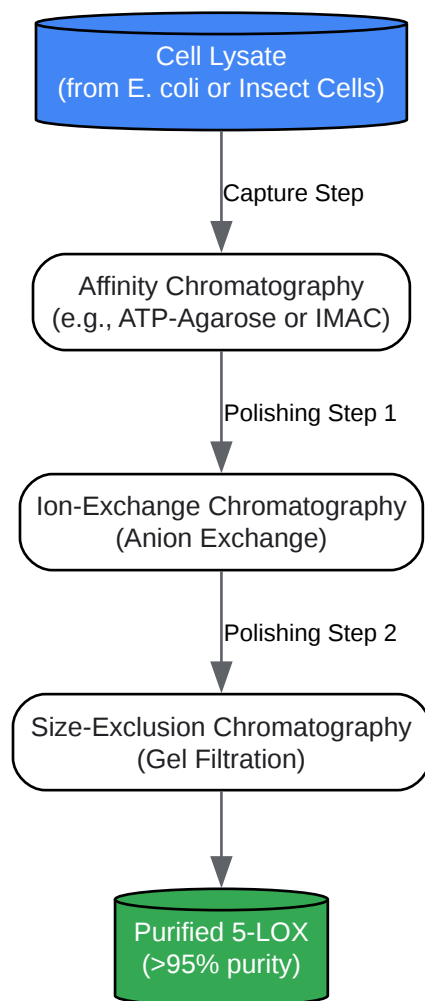 Cell Lysate
(from E. coli or Insect Cells)
Capture Step
Affinity Chromatography
(e.g., ATP-Agarose or IMAC)
Polishing Step 1
Ion-Exchange Chromatography
(Anion Exchange)
Polishing Step 2
Size-Exclusion Chromatography
(Gel Filtration)
Purified 5-LOX
(>95% purity)